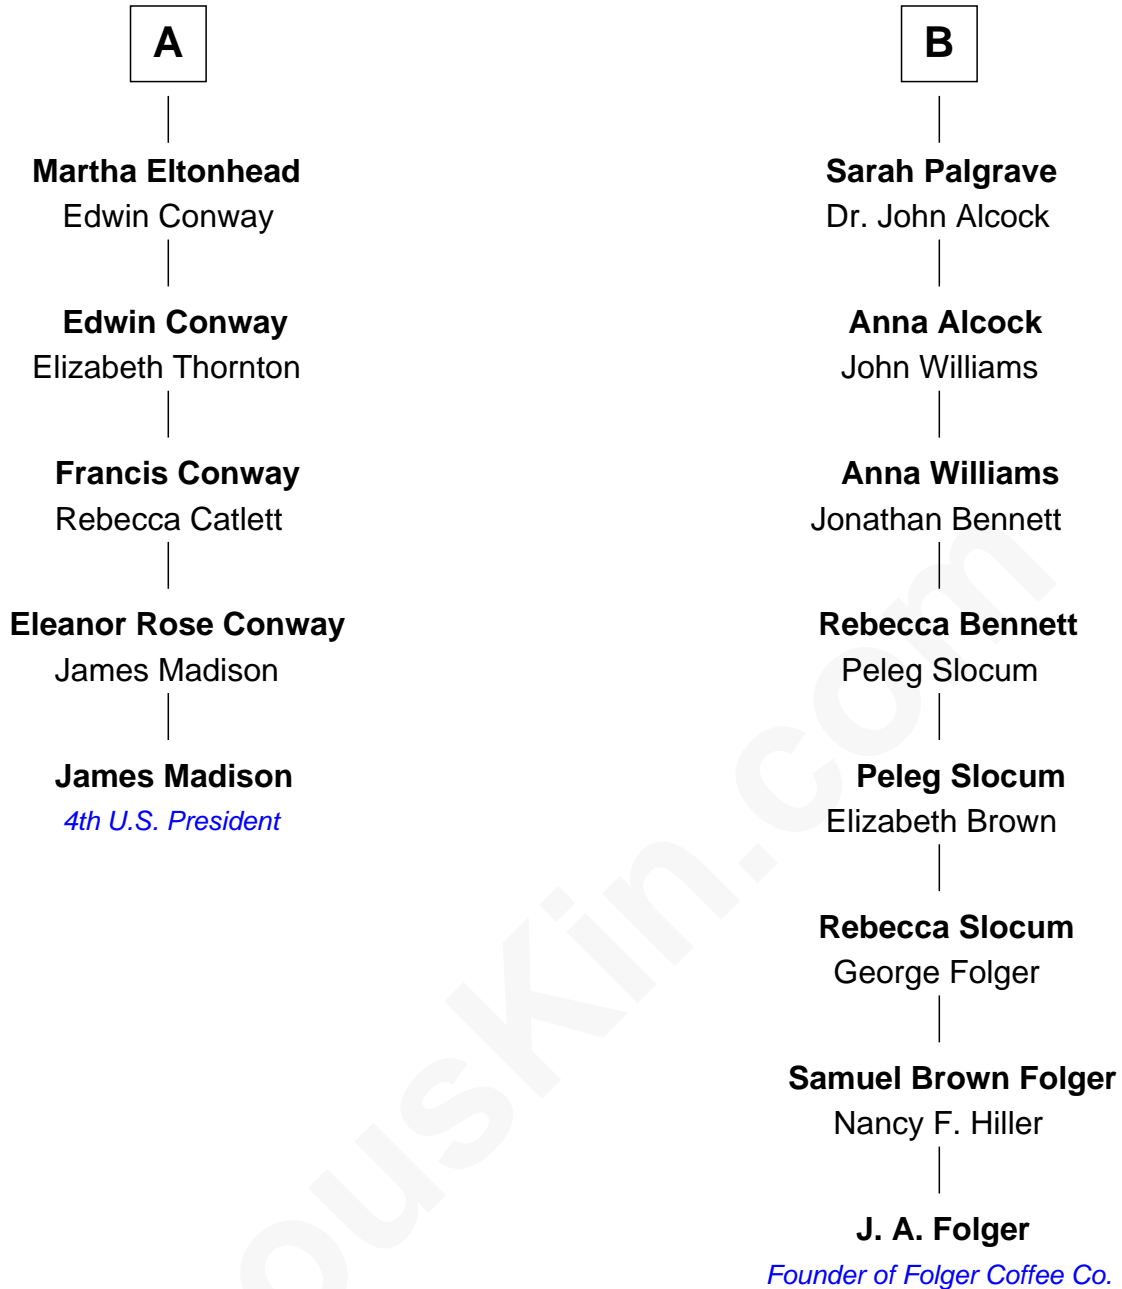 A
Martha Eltonhead
Edwin Conway
Edwin Conway
Elizabeth Thornton
Francis Conway
Rebecca Catlett
Eleanor Rose Conway
James Madison
James Madison
4th U.S. President
B
Sarah Palgrave
Dr. John Alcock
Anna Alcock
John Williams
Anna Williams
Jonathan Bennett
Rebecca Bennett
Peleg Slocum
Peleg Slocum
Elizabeth Brown
Rebecca Slocum
George Folger
Samuel Brown Folger
Nancy F. Hiller
J. A. Folger
Founder of Folger Coffee Co.
ousKin.com